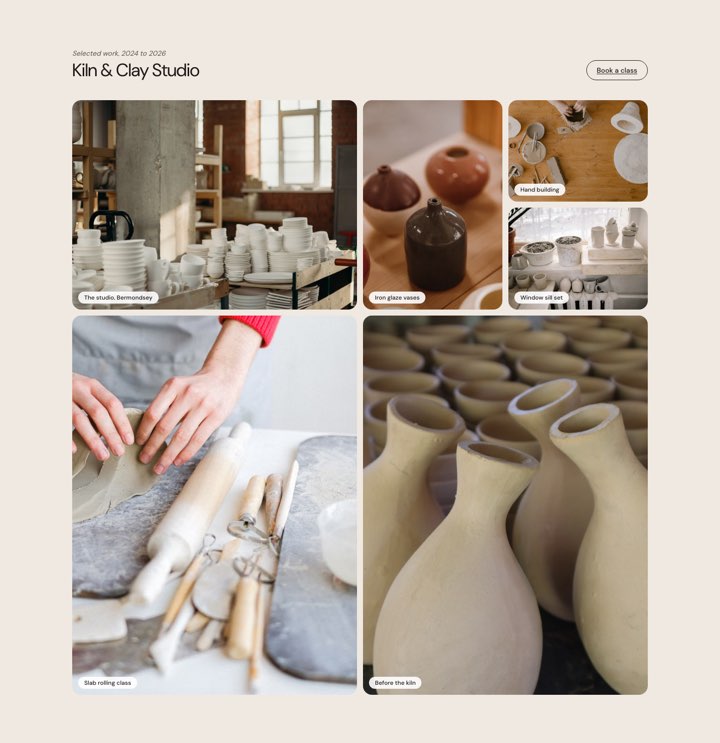 Selected work, 2024 to 2026
Kiln & Clay Studio
Book a class
The studio, Bermondsey
Iron glaze vases
Hand building
Window sill set
Slab rolling class
Before the kiln